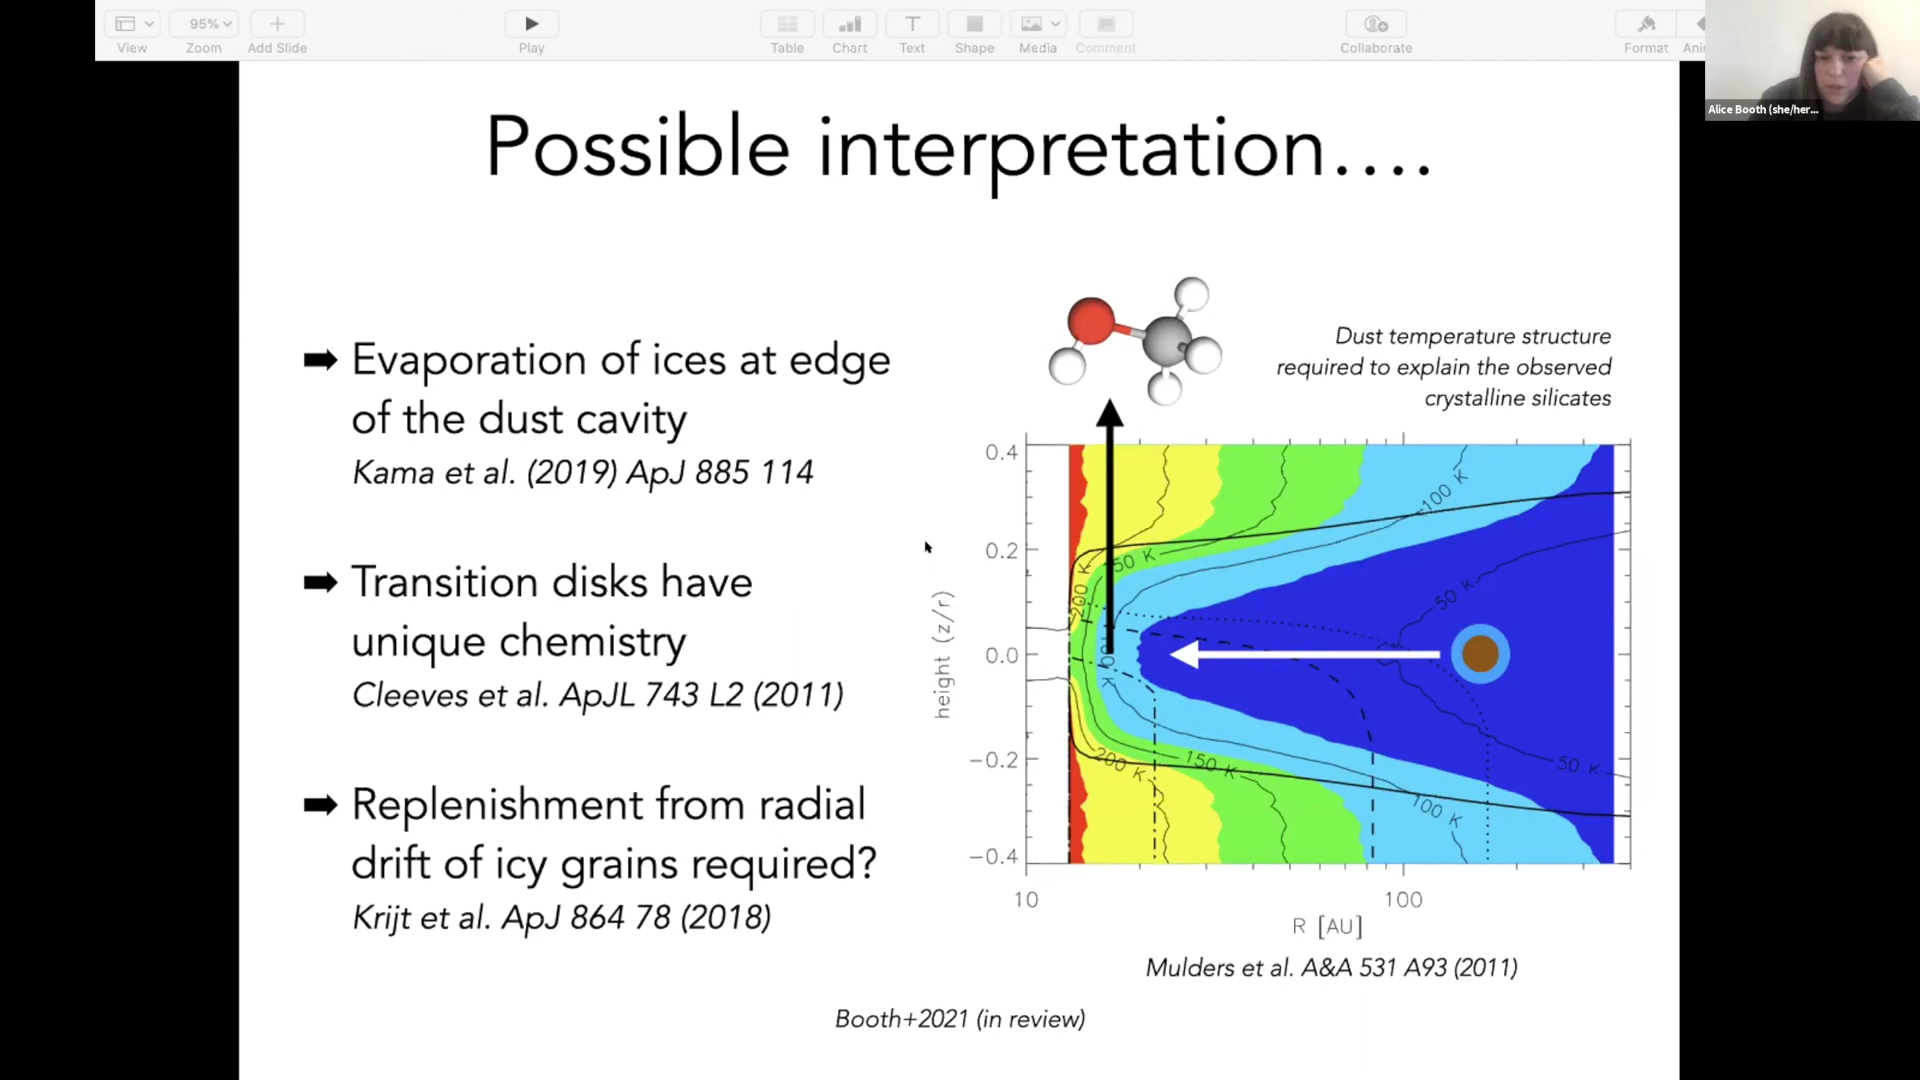 95%
View
Zoom
Add Slide
Play
Table
Chart
Text
Shape
Media
Comment
Collaborate
Format
Alice Booth (she/her...
Possible interpretation....
➡ Evaporation of ices at edge
of the dust cavity
Kama et al. (2019) ApJ 885 114
➡ Transition disks have
unique chemistry
Cleeves et al. ApJL 743 L2 (2011)
➡ Replenishment from radial
drift of icy grains required?
Krijt et al. ApJ 864 78 (2018)
Dust temperature structure
required to explain the observed
crystalline silicates
0.4
0.2
0.0
−0.2
−0.4
height (z/r)
100 K
50 K
200 K
50 K
200 K
150 K
50 K
100 K
10
100
R [AU]
Mulders et al. A&A 531 A93 (2011)
Booth+2021 (in review)